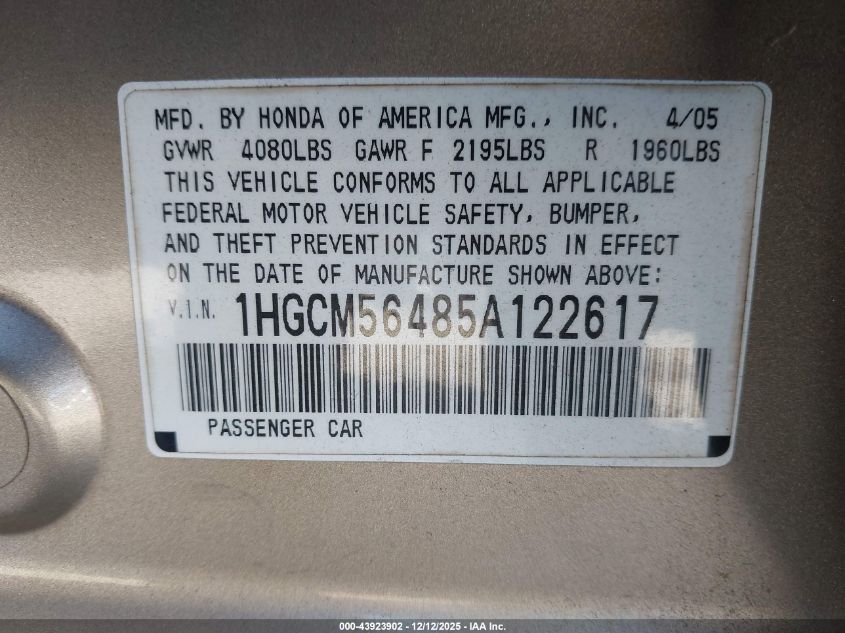 MFD. BY HONDA OF AMERICA MFG., INC. 4/05
GVWR 4080LBS GAWR F 2195LBS R 1960LBS
THIS VEHICLE CONFORMS TO ALL APPLICABLE
FEDERAL MOTOR VEHICLE SAFETY, BUMPER,
AND THEFT PREVENTION STANDARDS IN EFFECT
ON THE DATE OF MANUFACTURE SHOWN ABOVE:
V.I.N. 1HGCM56485A122617
PASSENGER CAR
000-43923902 - 12/12/2025 - IAA Inc.